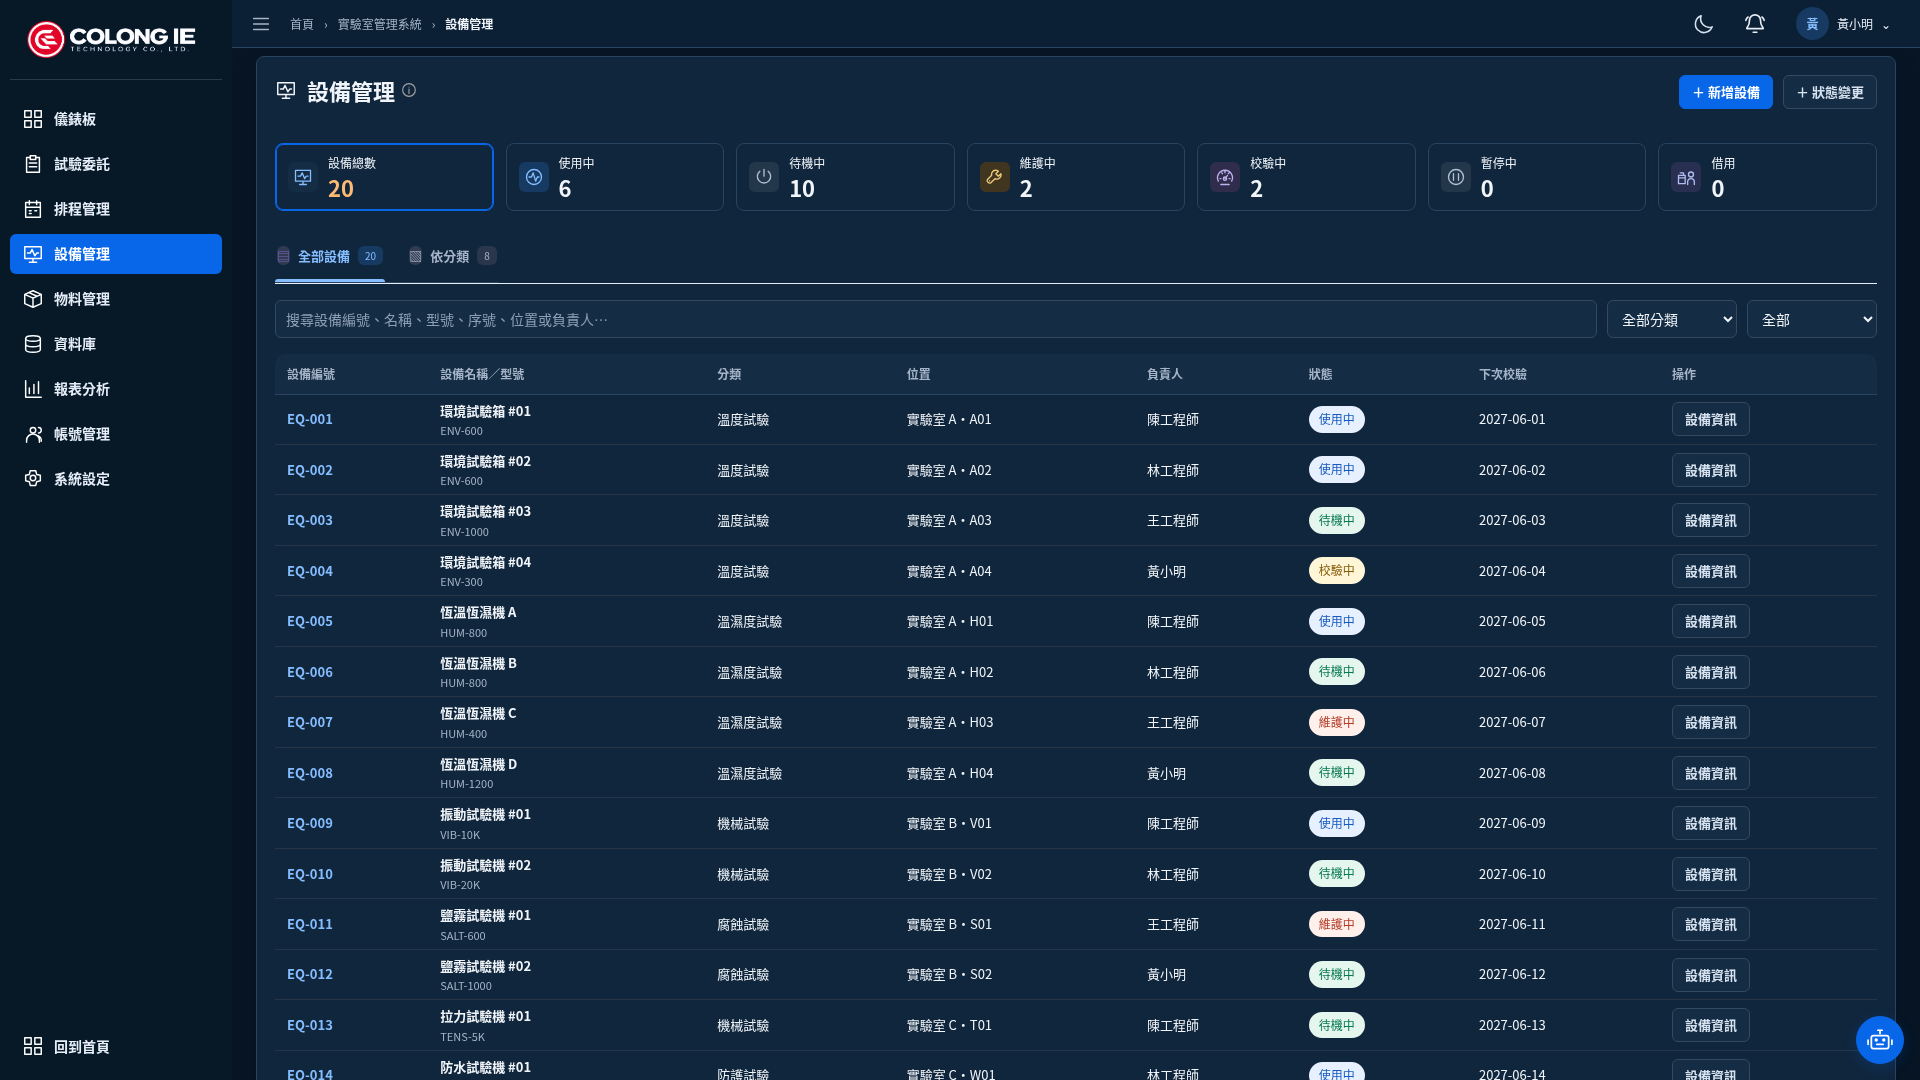 COLONG IE
TECHNOLOGY CO., LTD.
儀錶板
試驗委託
排程管理
設備管理
物料管理
資料庫
報表分析
帳號管理
系統設定
回到首頁
首頁 › 實驗室管理系統 › 設備管理
黃 黃小明
設備管理
+ 新增設備
+ 狀態變更
設備總數
20
使用中
6
待機中
10
維護中
2
校驗中
2
暫停中
0
借用
0
全部設備 20
依分類 8
搜尋設備編號、名稱、型號、序號、位置或負責人…
全部分類
全部
設備編號 設備名稱／型號 分類 位置 負責人 狀態 下次校驗 操作
EQ-001 環境試驗箱 #01 溫度試驗 實驗室 A・A01 陳工程師 使用中 2027-06-01 設備資訊
ENV-600
EQ-002 環境試驗箱 #02 溫度試驗 實驗室 A・A02 林工程師 使用中 2027-06-02 設備資訊
ENV-600
EQ-003 環境試驗箱 #03 溫度試驗 實驗室 A・A03 王工程師 待機中 2027-06-03 設備資訊
ENV-1000
EQ-004 環境試驗箱 #04 溫度試驗 實驗室 A・A04 黃小明 校驗中 2027-06-04 設備資訊
ENV-300
EQ-005 恆溫恆濕機 A 溫濕度試驗 實驗室 A・H01 陳工程師 使用中 2027-06-05 設備資訊
HUM-800
EQ-006 恆溫恆濕機 B 溫濕度試驗 實驗室 A・H02 林工程師 待機中 2027-06-06 設備資訊
HUM-800
EQ-007 恆溫恆濕機 C 溫濕度試驗 實驗室 A・H03 王工程師 維護中 2027-06-07 設備資訊
HUM-400
EQ-008 恆溫恆濕機 D 溫濕度試驗 實驗室 A・H04 黃小明 待機中 2027-06-08 設備資訊
HUM-1200
EQ-009 振動試驗機 #01 機械試驗 實驗室 B・V01 陳工程師 使用中 2027-06-09 設備資訊
VIB-10K
EQ-010 振動試驗機 #02 機械試驗 實驗室 B・V02 林工程師 待機中 2027-06-10 設備資訊
VIB-20K
EQ-011 鹽霧試驗機 #01 腐蝕試驗 實驗室 B・S01 王工程師 維護中 2027-06-11 設備資訊
SALT-600
EQ-012 鹽霧試驗機 #02 腐蝕試驗 實驗室 B・S02 黃小明 待機中 2027-06-12 設備資訊
SALT-1000
EQ-013 拉力試驗機 #01 機械試驗 實驗室 C・T01 陳工程師 待機中 2027-06-13 設備資訊
TENS-5K
EQ-014 防水試驗機 #01 防護試驗 實驗室 C・W01 林工程師 使用中 2027-06-14 設備資訊